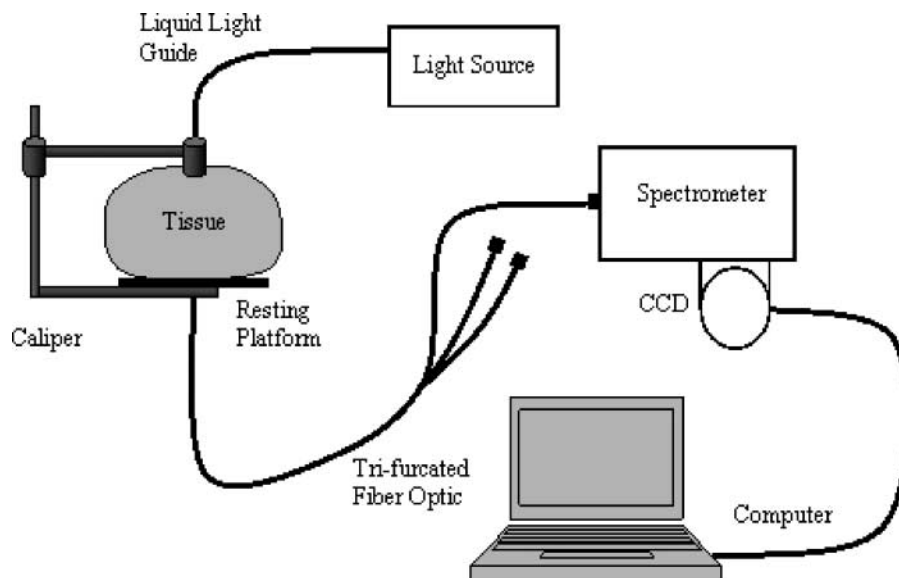 Liquid Light
Guide
Light Source
Spectrometer
Tissue
CCD
Caliper
Resting
Platform
Tri-furcated
Fiber Optic
Computer